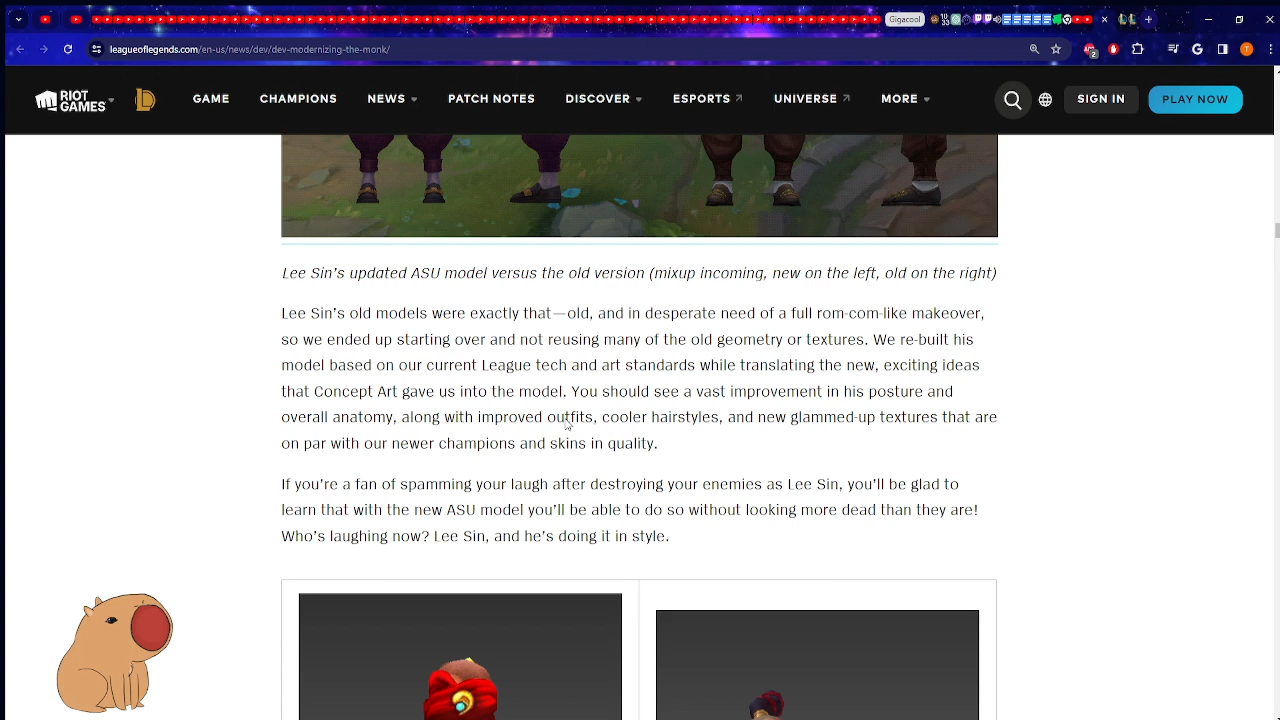 Gigacool
leagueoflegends.com/en-us/news/dev/dev-modernizing-the-monk/
2
T
RIOT GAMES
GAME
CHAMPIONS
NEWS
PATCH NOTES
DISCOVER
ESPORTS
UNIVERSE
MORE
SIGN IN
PLAY NOW
Lee Sin's updated ASU model versus the old version (mixup incoming, new on the left, old on the right)
Lee Sin's old models were exactly that—old, and in desperate need of a full rom-com-like makeover,
so we ended up starting over and not reusing many of the old geometry or textures. We re-built his
model based on our current League tech and art standards while translating the new, exciting ideas
that Concept Art gave us into the model. You should see a vast improvement in his posture and
overall anatomy, along with improved outfits, cooler hairstyles, and new glammed-up textures that are
on par with our newer champions and skins in quality.
If you're a fan of spamming your laugh after destroying your enemies as Lee Sin, you'll be glad to
learn that with the new ASU model you'll be able to do so without looking more dead than they are!
Who's laughing now? Lee Sin, and he's doing it in style.